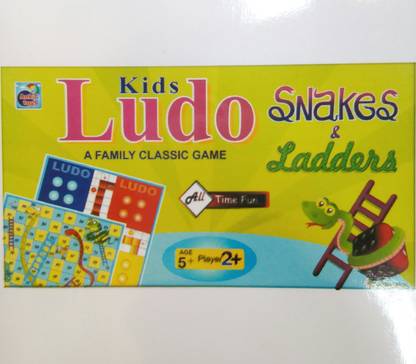 Kids
Ludo
A FAMILY CLASSIC GAME
Snakes
&
Ladders
LUDO
LUDO
All Time Fun
AGE
5+ Player 2+